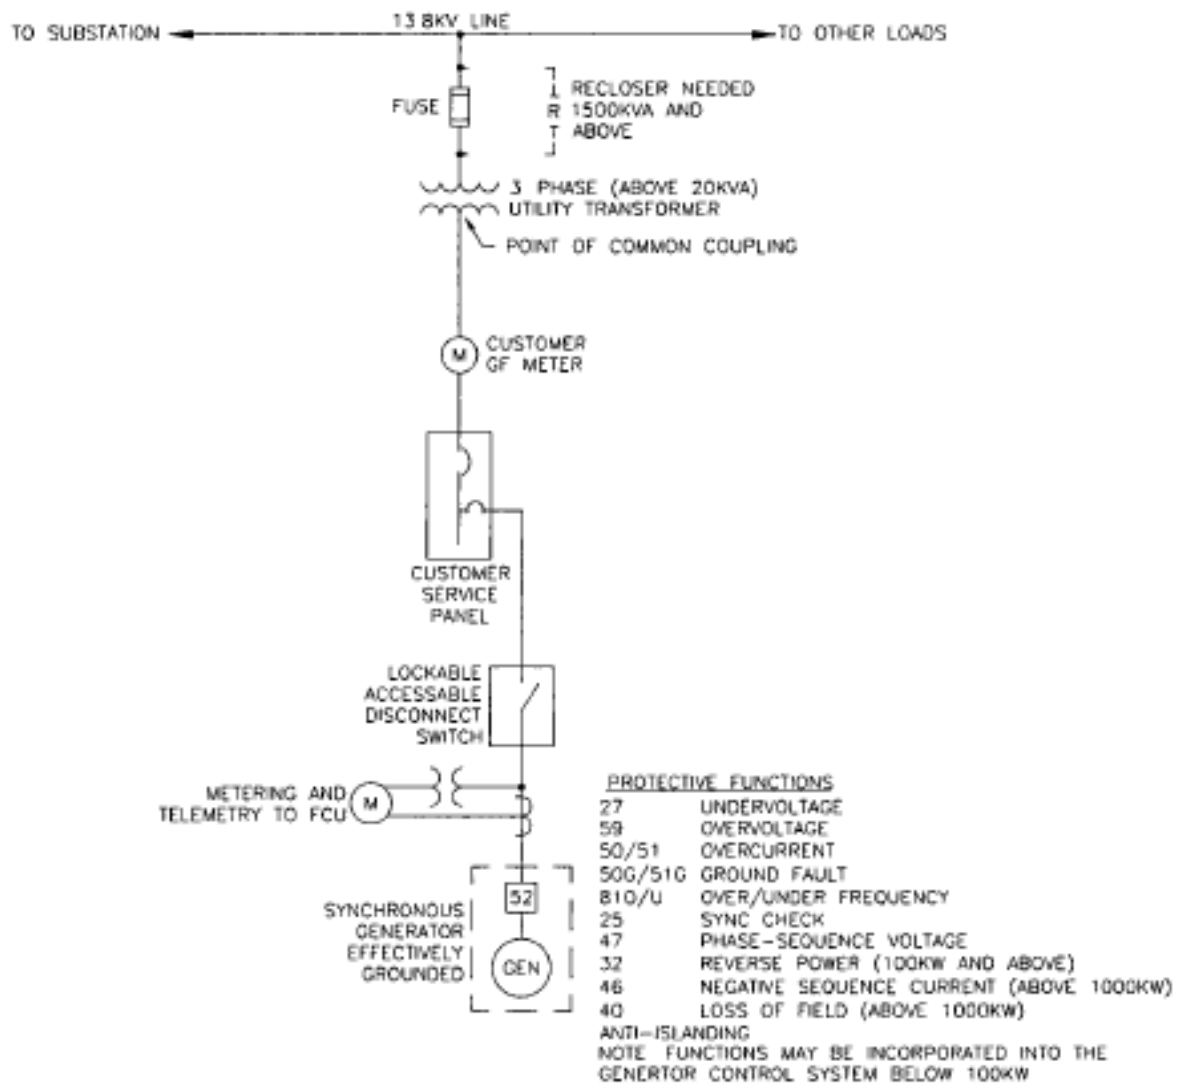 13 8KV LINE
TO SUBSTATION
TO OTHER LOADS
FUSE
RECLOSER NEEDED
R 1500KVA AND
T ABOVE
3 PHASE (ABOVE 20KVA)
UTILITY TRANSFORMER
POINT OF COMMON COUPLING
M
CUSTOMER
GF METER
CUSTOMER
SERVICE
PANEL
LOCKABLE
ACCESSABLE
DISCONNECT
SWITCH
METERING AND
TELEMETRY TO FCU
M
SYNCHRONOUS
GENERATOR
EFFECTIVELY
GROUNDED
52
GEN
PROTECTIVE FUNCTIONS
27 UNDERVOLTAGE
59 OVERVOLTAGE
50/51 OVERCURRENT
50G/51G GROUND FAULT
81O/U OVER/UNDER FREQUENCY
25 SYNC CHECK
47 PHASE-SEQUENCE VOLTAGE
32 REVERSE POWER (100KW AND ABOVE)
46 NEGATIVE SEQUENCE CURRENT (ABOVE 1000KW)
40 LOSS OF FIELD (ABOVE 1000KW)
ANTI-ISLANDING
NOTE FUNCTIONS MAY BE INCORPORATED INTO THE
GENERTOR CONTROL SYSTEM BELOW 100KW